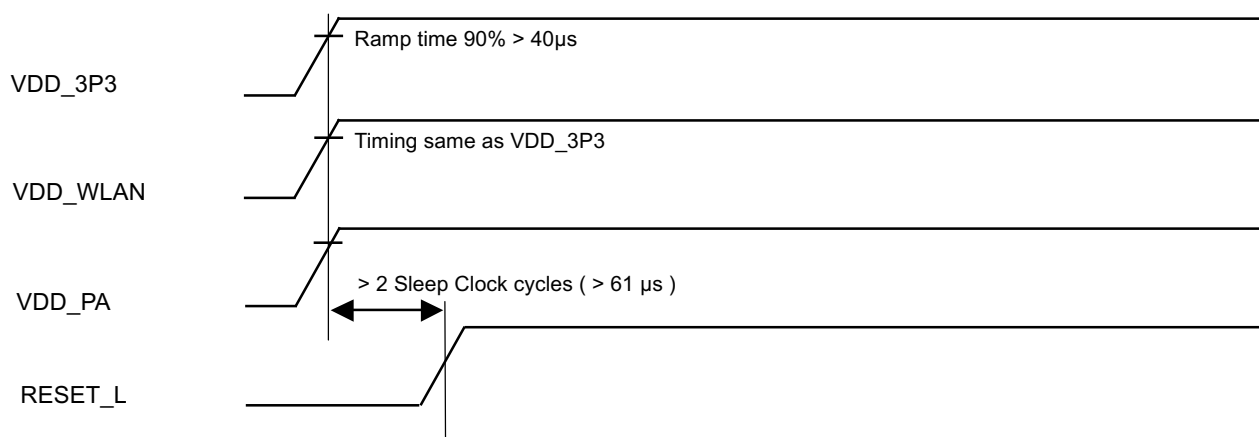 Ramp time 90% > 40µs
VDD_3P3
Timing same as VDD_3P3
VDD_WLAN
> 2 Sleep Clock cycles ( > 61 µs )
VDD_PA
RESET_L